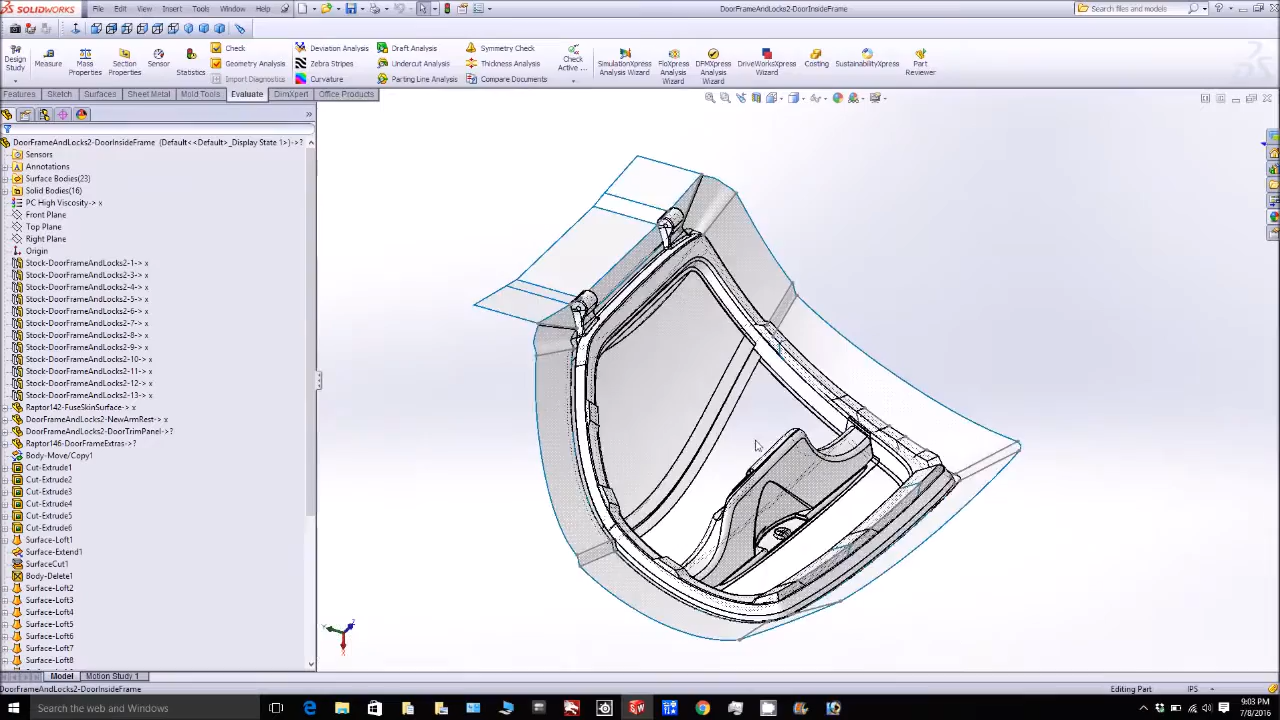 SOLIDWORKS File Edit View Insert Tools Window Help DoorFrameAndLocks2-DoorInsideFrame Search files and models
Design Study Measure Mass Properties Section Properties Sensor Statistics
Check Deviation Analysis Draft Analysis Symmetry Check Check Active ...
Geometry Analysis Zebra Stripes Undercut Analysis Thickness Analysis
Import Diagnostics Curvature Parting Line Analysis Compare Documents
SimulationXpress Analysis Wizard FloXpress Analysis Wizard DFMXpress Analysis Wizard DriveWorksXpress Wizard Costing SustainabilityXpress Part Reviewer
Features Sketch Surfaces Sheet Metal Mold Tools Evaluate DimXpert Office Products
DoorFrameAndLocks2-DoorInsideFrame (Default<<Default>_Display State 1>)->?
Sensors
Annotations
Surface Bodies(23)
Solid Bodies(16)
PC High Viscosity-> x
Front Plane
Top Plane
Right Plane
Origin
Stock-DoorFrameAndLocks2-1-> x
Stock-DoorFrameAndLocks2-3-> x
Stock-DoorFrameAndLocks2-4-> x
Stock-DoorFrameAndLocks2-5-> x
Stock-DoorFrameAndLocks2-6-> x
Stock-DoorFrameAndLocks2-7-> x
Stock-DoorFrameAndLocks2-8-> x
Stock-DoorFrameAndLocks2-9-> x
Stock-DoorFrameAndLocks2-10-> x
Stock-DoorFrameAndLocks2-11-> x
Stock-DoorFrameAndLocks2-12-> x
Stock-DoorFrameAndLocks2-13-> x
Raptor142-FuseSkinSurface-> x
DoorFrameAndLocks2-NewArmRest-> x
DoorFrameAndLocks2-DoorTrimPanel->?
Raptor146-DoorFrameExtras->?
Body-Move/Copy1
Cut-Extrude1
Cut-Extrude2
Cut-Extrude3
Cut-Extrude4
Cut-Extrude5
Cut-Extrude6
Surface-Loft1
Surface-Extend1
SurfaceCut1
Body-Delete1
Surface-Loft2
Surface-Loft3
Surface-Loft4
Surface-Loft5
Surface-Loft6
Surface-Loft7
Surface-Loft8
Model Motion Study 1
DoorFrameAndLocks2-DoorInsideFrame Editing Part IPS
Search the web and Windows
9:03 PM
7/8/2016